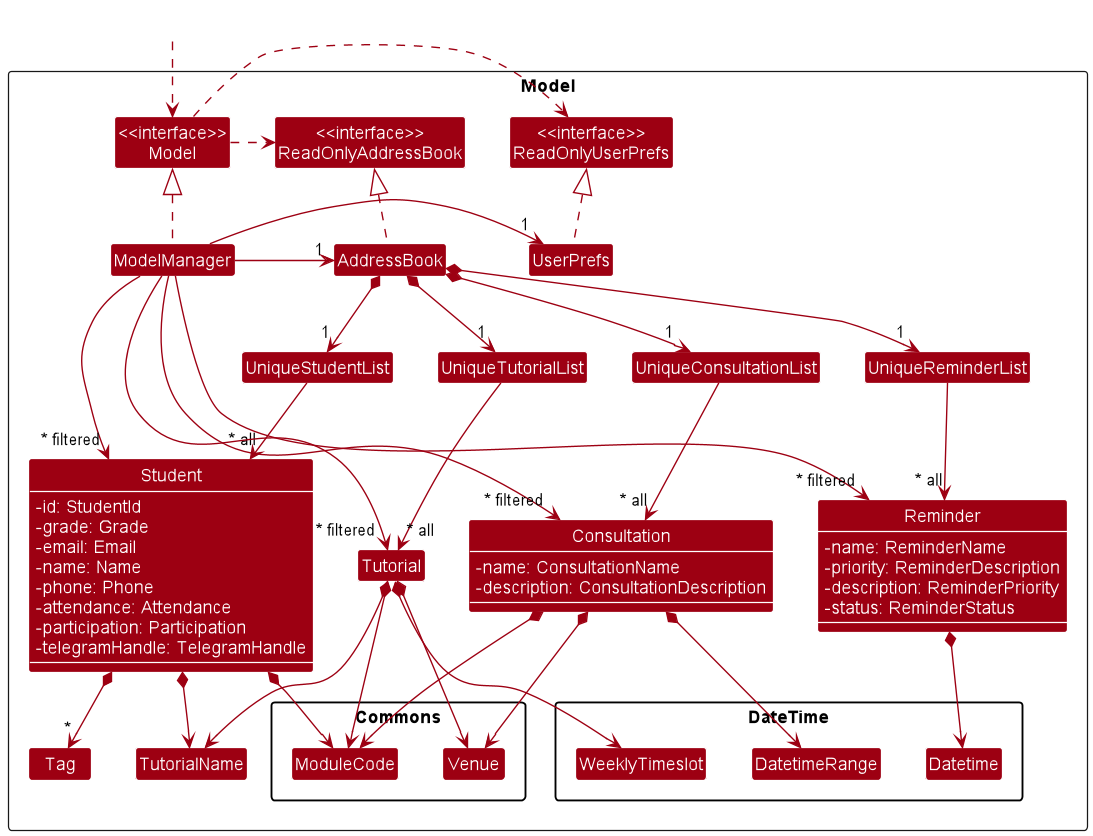 Model
<<interface>>
Model
<<interface>>
ReadOnlyAddressBook
<<interface>>
ReadOnlyUserPrefs
1
1
ModelManager
AddressBook
UserPrefs
1
1
1
1
UniqueStudentList
UniqueTutorialList
UniqueConsultationList
UniqueReminderList
* filtered
* all
* filtered
* all
* filtered
* all
* filtered
* all
Student
-id: StudentId
-grade: Grade
-email: Email
-name: Name
-phone: Phone
-attendance: Attendance
-participation: Participation
-telegramHandle: TelegramHandle
Tutorial
Consultation
-name: ConsultationName
-description: ConsultationDescription
Reminder
-name: ReminderName
-priority: ReminderDescription
-description: ReminderPriority
-status: ReminderStatus
*
Tag
TutorialName
Commons
ModuleCode
Venue
DateTime
WeeklyTimeslot
DatetimeRange
Datetime